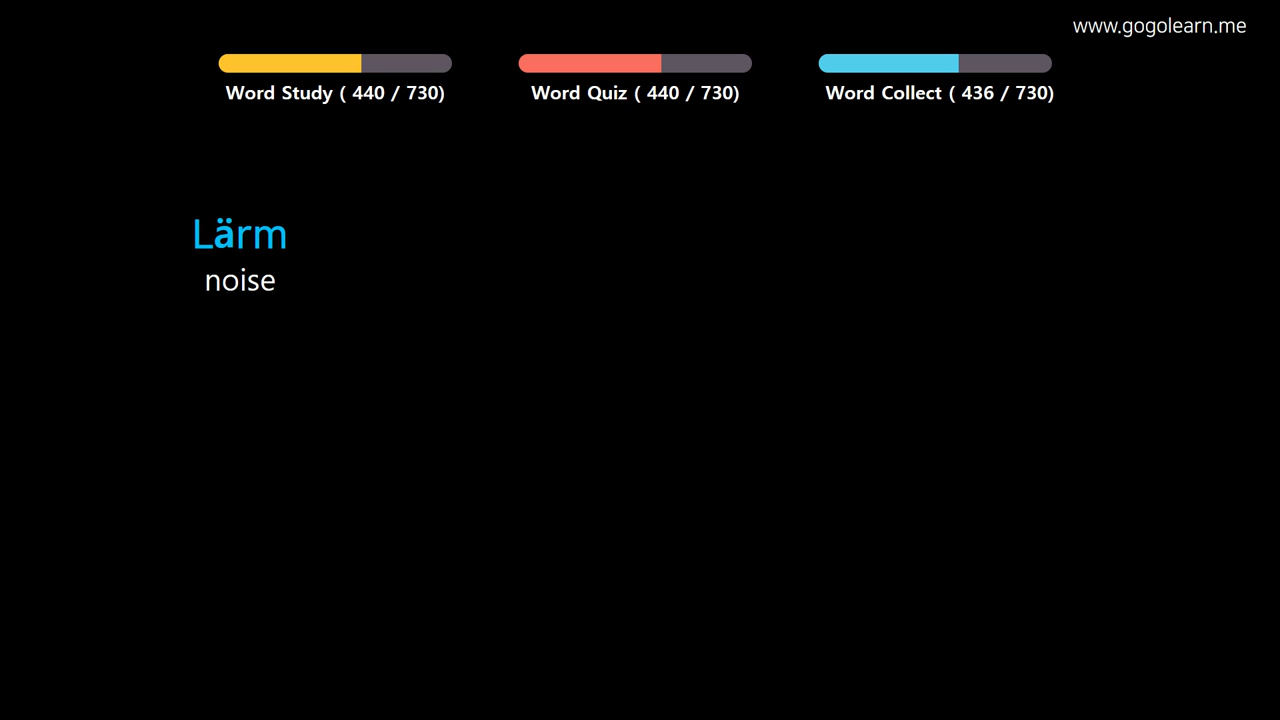 www.gogolearn.me
Word Study ( 440 / 730)
Word Quiz ( 440 / 730)
Word Collect ( 436 / 730)
Lärm
noise